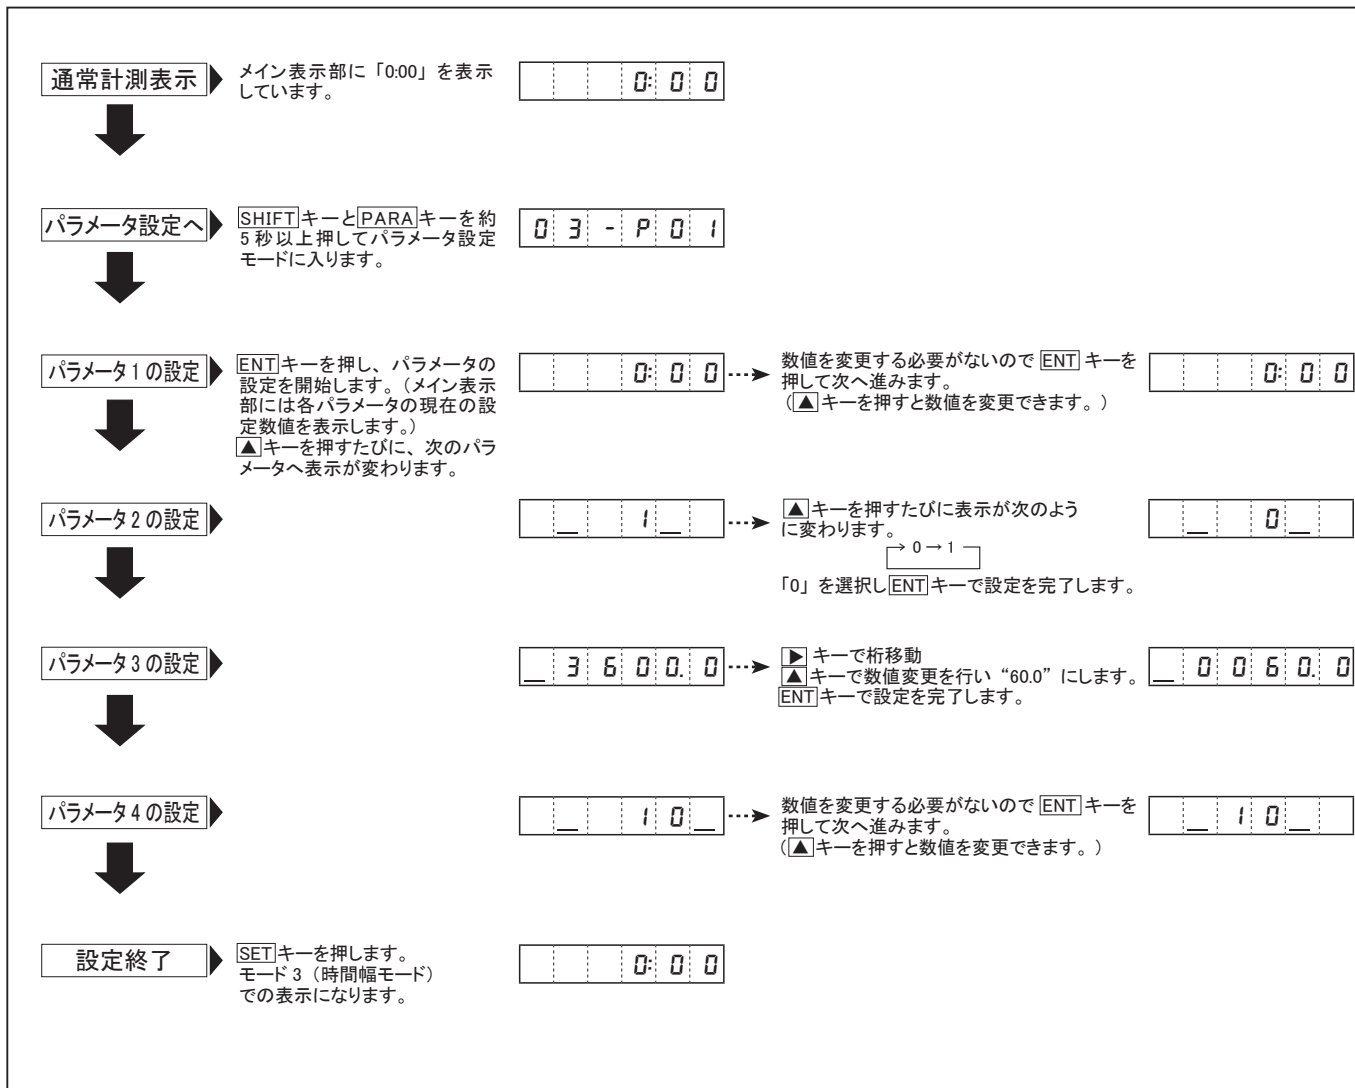 通常計測表示
メイン表示部に「0:00」を表示
しています。
0:00
パラメータ設定へ
SHIFTキーとPARAキーを約
5秒以上押してパラメータ設定
モードに入ります。
03-P01
パラメータ1の設定
ENTキーを押し、パラメータの
設定を開始します。（メイン表示
部には各パラメータの現在の設
定数値を表示します。）
▲キーを押すたびに、次のパラ
メータへ表示が変わります。
0:00
数値を変更する必要がないので ENT キーを
押して次へ進みます。
（▲キーを押すと数値を変更できます。）
0:00
パラメータ2の設定
_ 1_
▲キーを押すたびに表示が次のよう
に変わります。
→ 0 → 1
「0」を選択しENTキーで設定を完了します。
_ 0_
パラメータ3の設定
_3600.0
▶ キーで桁移動
▲キーで数値変更を行い “60.0” にします。
ENTキーで設定を完了します。
_0060.0
パラメータ4の設定
_ 10_
数値を変更する必要がないので ENT キーを
押して次へ進みます。
（▲キーを押すと数値を変更できます。）
_10_
設定終了
SETキーを押します。
モード3（時間幅モード）
での表示になります。
0:00